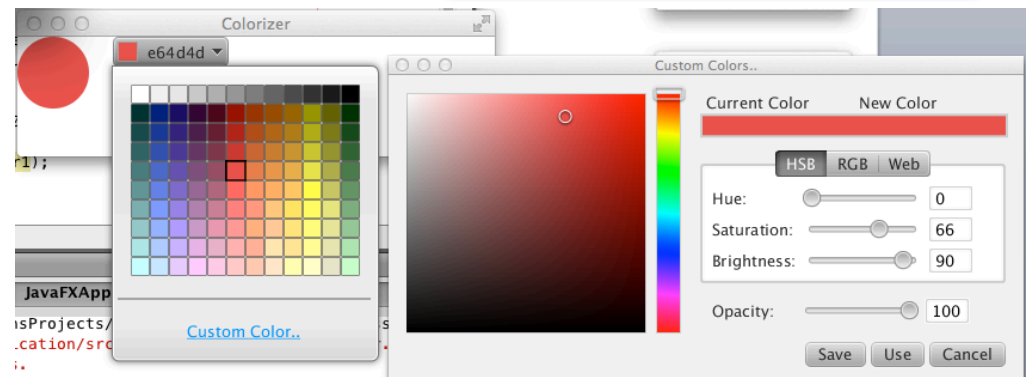 Colorizer
e64d4d
r1);
Custom Color..
JavaFXApp
nsProjects/
ication/src
s.
Custom Colors..
Current Color New Color
HSB RGB Web
Hue: 0
Saturation: 66
Brightness: 90
Opacity: 100
Save Use Cancel